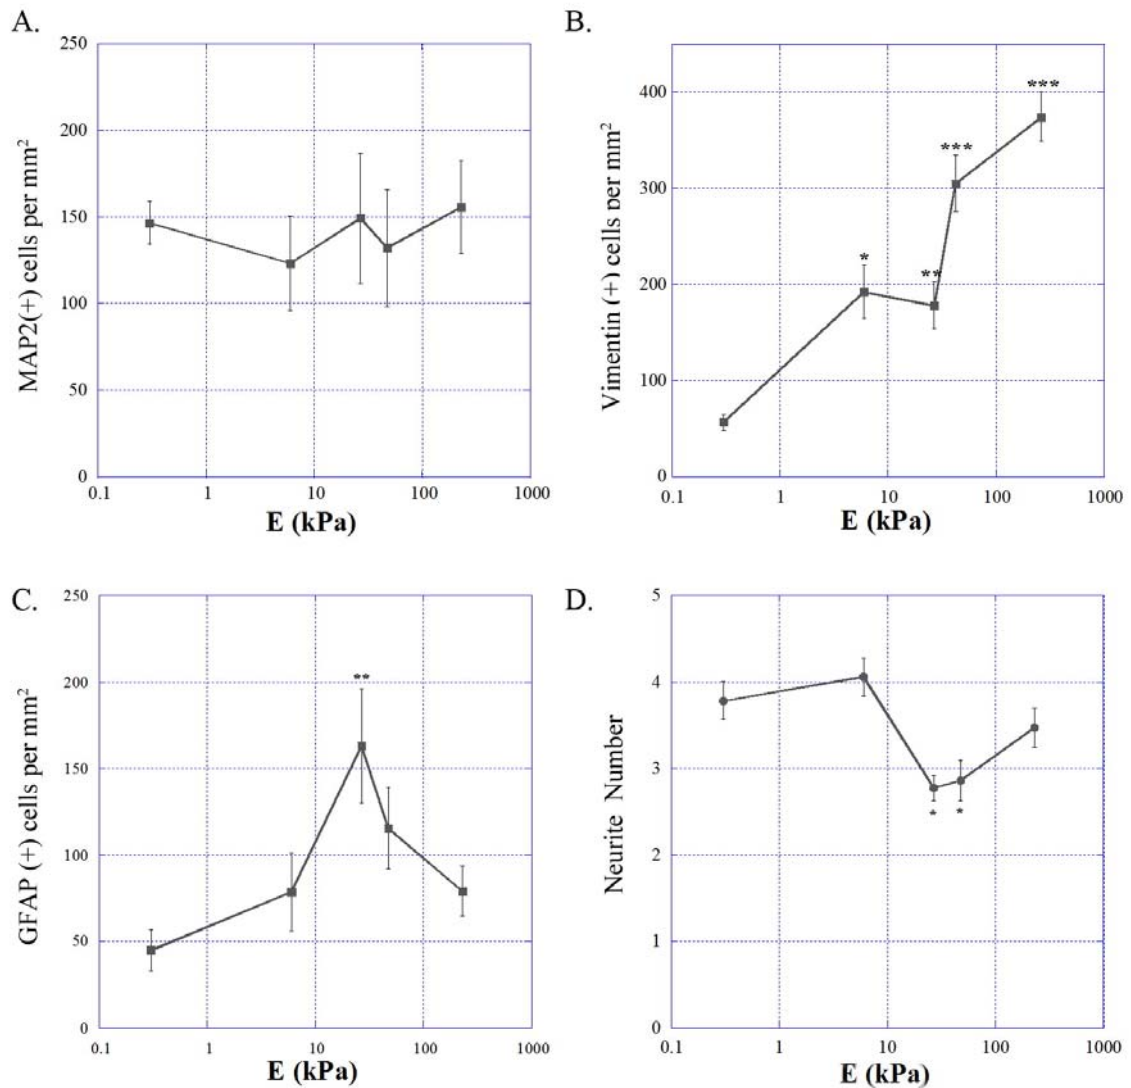 A.
250
200
150
100
50
0
MAP2(+) cells per mm²
0.1 1 10 100 1000
E (kPa)
B.
400
300
200
100
0
Vimentin (+) cells per mm²
*
**
***
***
0.1 1 10 100 1000
E (kPa)
C.
250
200
150
100
50
0
GFAP (+) cells per mm²
**
0.1 1 10 100 1000
E (kPa)
D.
5
4
3
2
1
0
Neurite Number
*
*
0.1 1 10 100 1000
E (kPa)